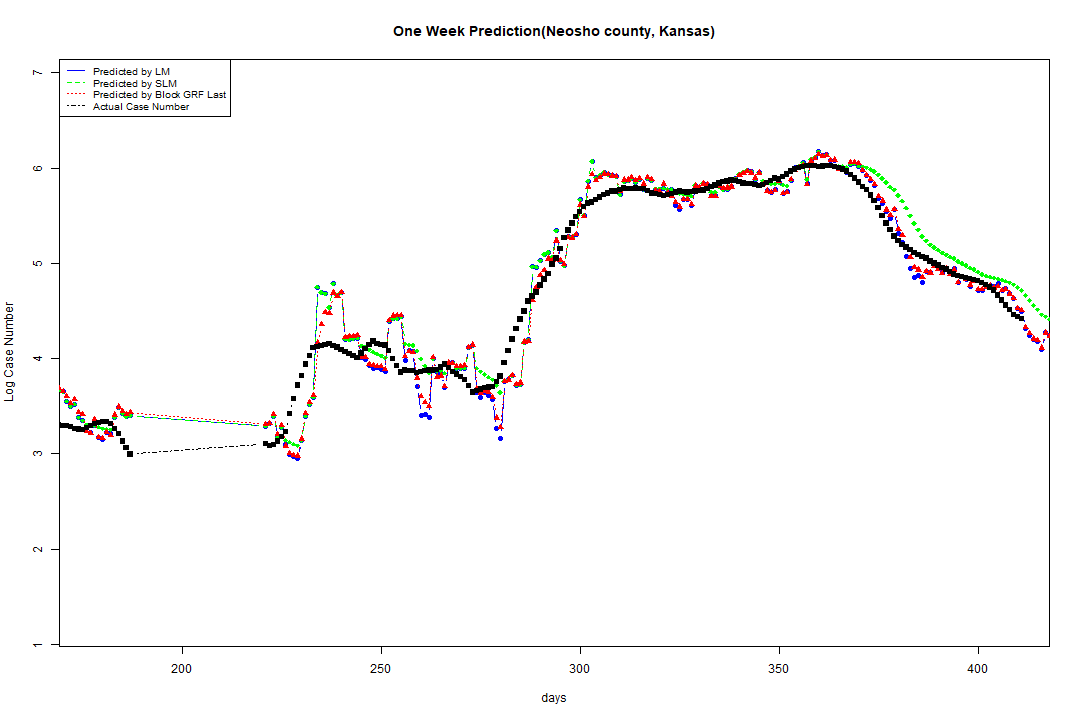 One Week Prediction(Neosho county, Kansas)
Predicted by LM
Predicted by SLM
Predicted by Block GRF Last
Actual Case Number
7
6
5
4
3
2
1
Log Case Number
200 250 300 350 400
days